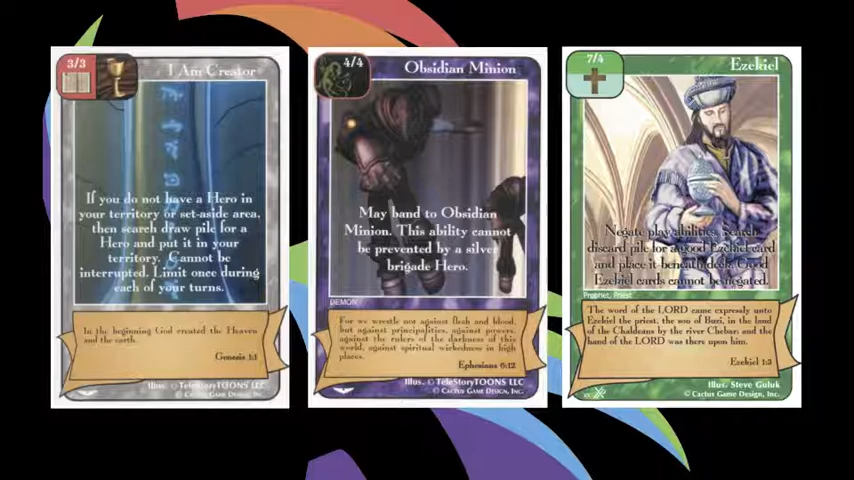 3/3
I Am Creator
If you do not have a Hero in
your territory or set-aside area,
then search draw pile for a
Hero and put it in your
territory. Cannot be
interrupted. Limit once during
each of your turns.
In the beginning God created the Heaven
and the earth.
Genesis 1:1
Illus. © TeleStoryTOONS LLC
© Cactus Game Design, Inc.
4/4
Obsidian Minion
May band to Obsidian
Minion. This ability cannot
be prevented by a silver
brigade Hero.
DEMON
For we wrestle not against flesh and blood,
but against principalities, against powers,
against the rulers of the darkness of this
world, against spiritual wickedness in high
places.
Ephesians 6:12
Illus. © TeleStoryTOONS LLC
© Cactus Game Design, Inc.
7/4
Ezekiel
Negate play abilities. Search
discard pile for a good Ezekiel card
and place it beneath deck. Good
Ezekiel cards cannot be negated.
Prophet, Priest
The word of the LORD came expressly unto
Ezekiel the priest, the son of Buzi, in the land
of the Chaldeans by the river Chebar; and the
hand of the LORD was there upon him.
Ezekiel 1:3
Illus. Steve Guluk
© Cactus Game Design, Inc.